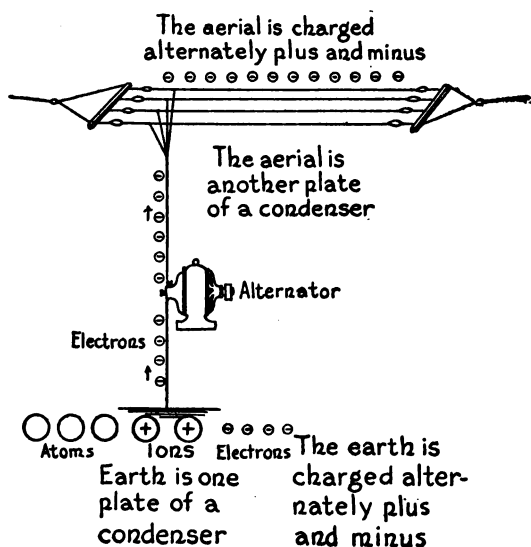 The aerial is charged
alternately plus and minus
The aerial is
another plate
of a condenser
Alternator
Electrons
Atoms
Ions
Electrons
Earth is one
plate of a
condenser
The earth is
charged alter-
nately plus
and minus